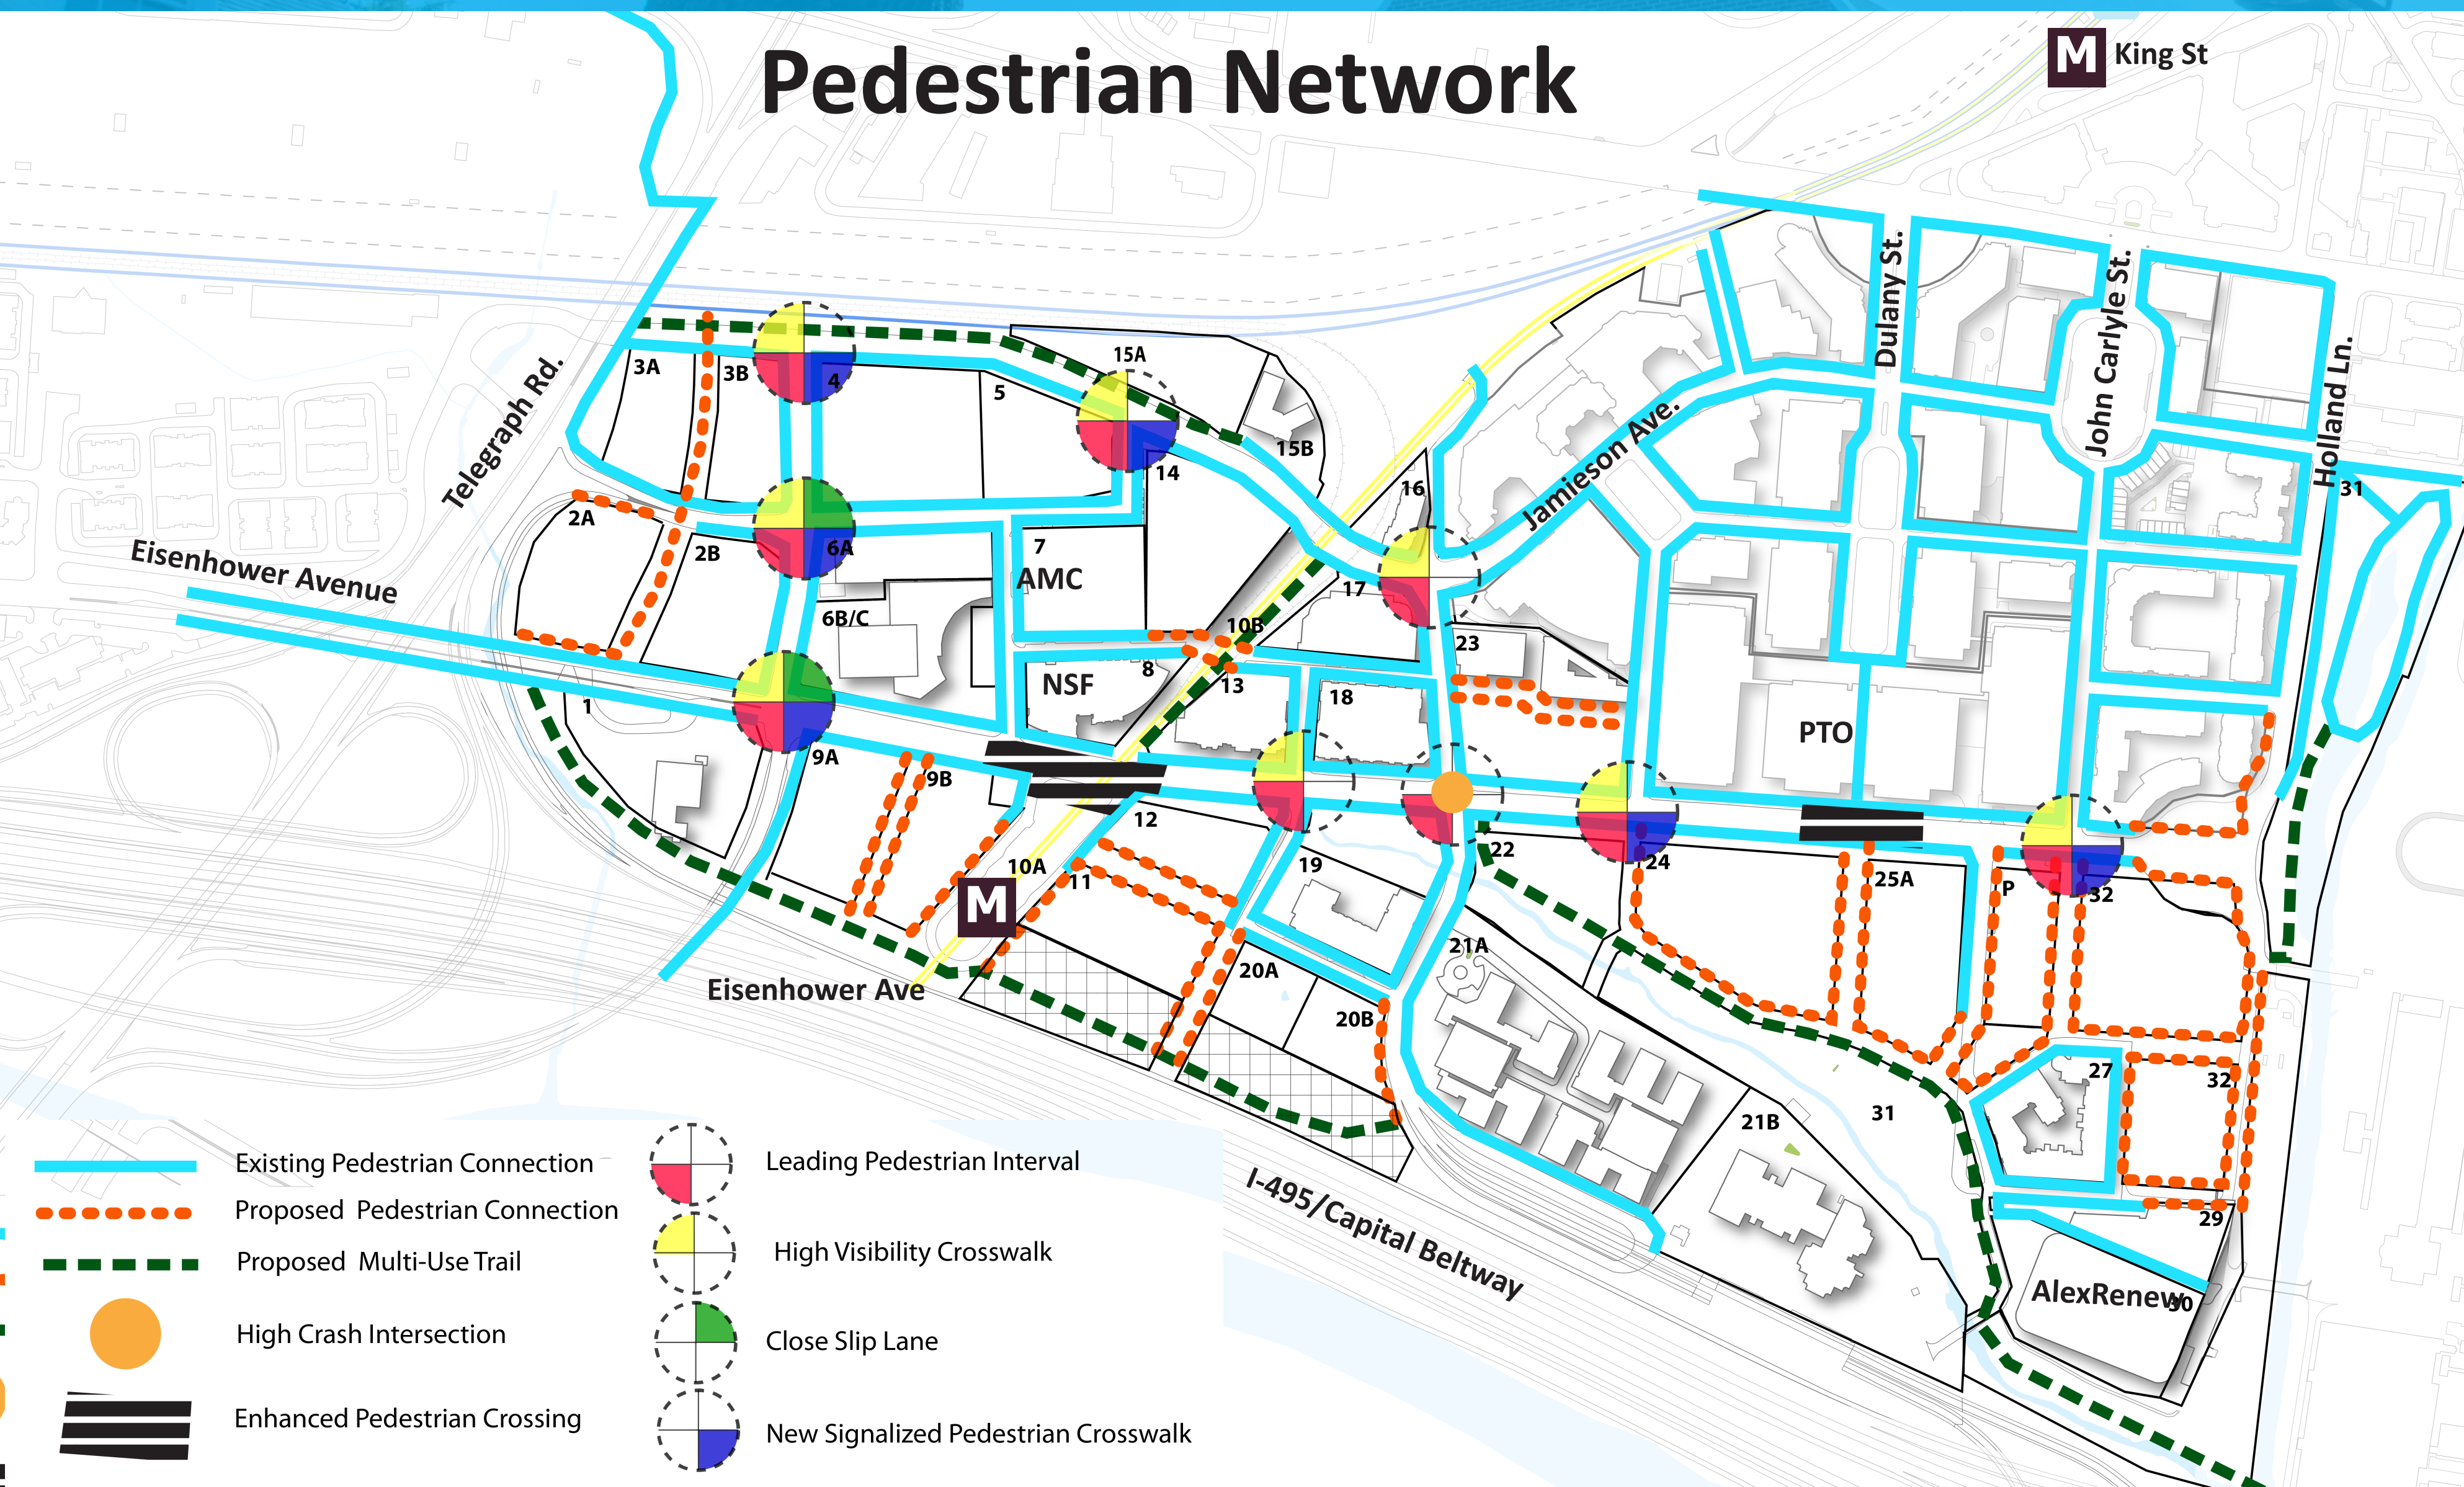 Pedestrian Network
M King St
Dulany St.
John Carlyle St.
Holland Ln.
Telegraph Rd.
Jamieson Ave.
Eisenhower Avenue
3A
3B
4
5
15A
15B
14
16
31
2A
2B
6A
7
AMC
17
6B/C
10B
23
8
NSF
13
18
PTO
1
9A
9B
12
10A
11
19
22
24
25A
P
32
M
Eisenhower Ave
20A
20B
21A
21B
31
27
32
29
AlexRenew
30
I-495/Capital Beltway
Existing Pedestrian Connection
Proposed Pedestrian Connection
Proposed Multi-Use Trail
High Crash Intersection
Enhanced Pedestrian Crossing
Leading Pedestrian Interval
High Visibility Crosswalk
Close Slip Lane
New Signalized Pedestrian Crosswalk